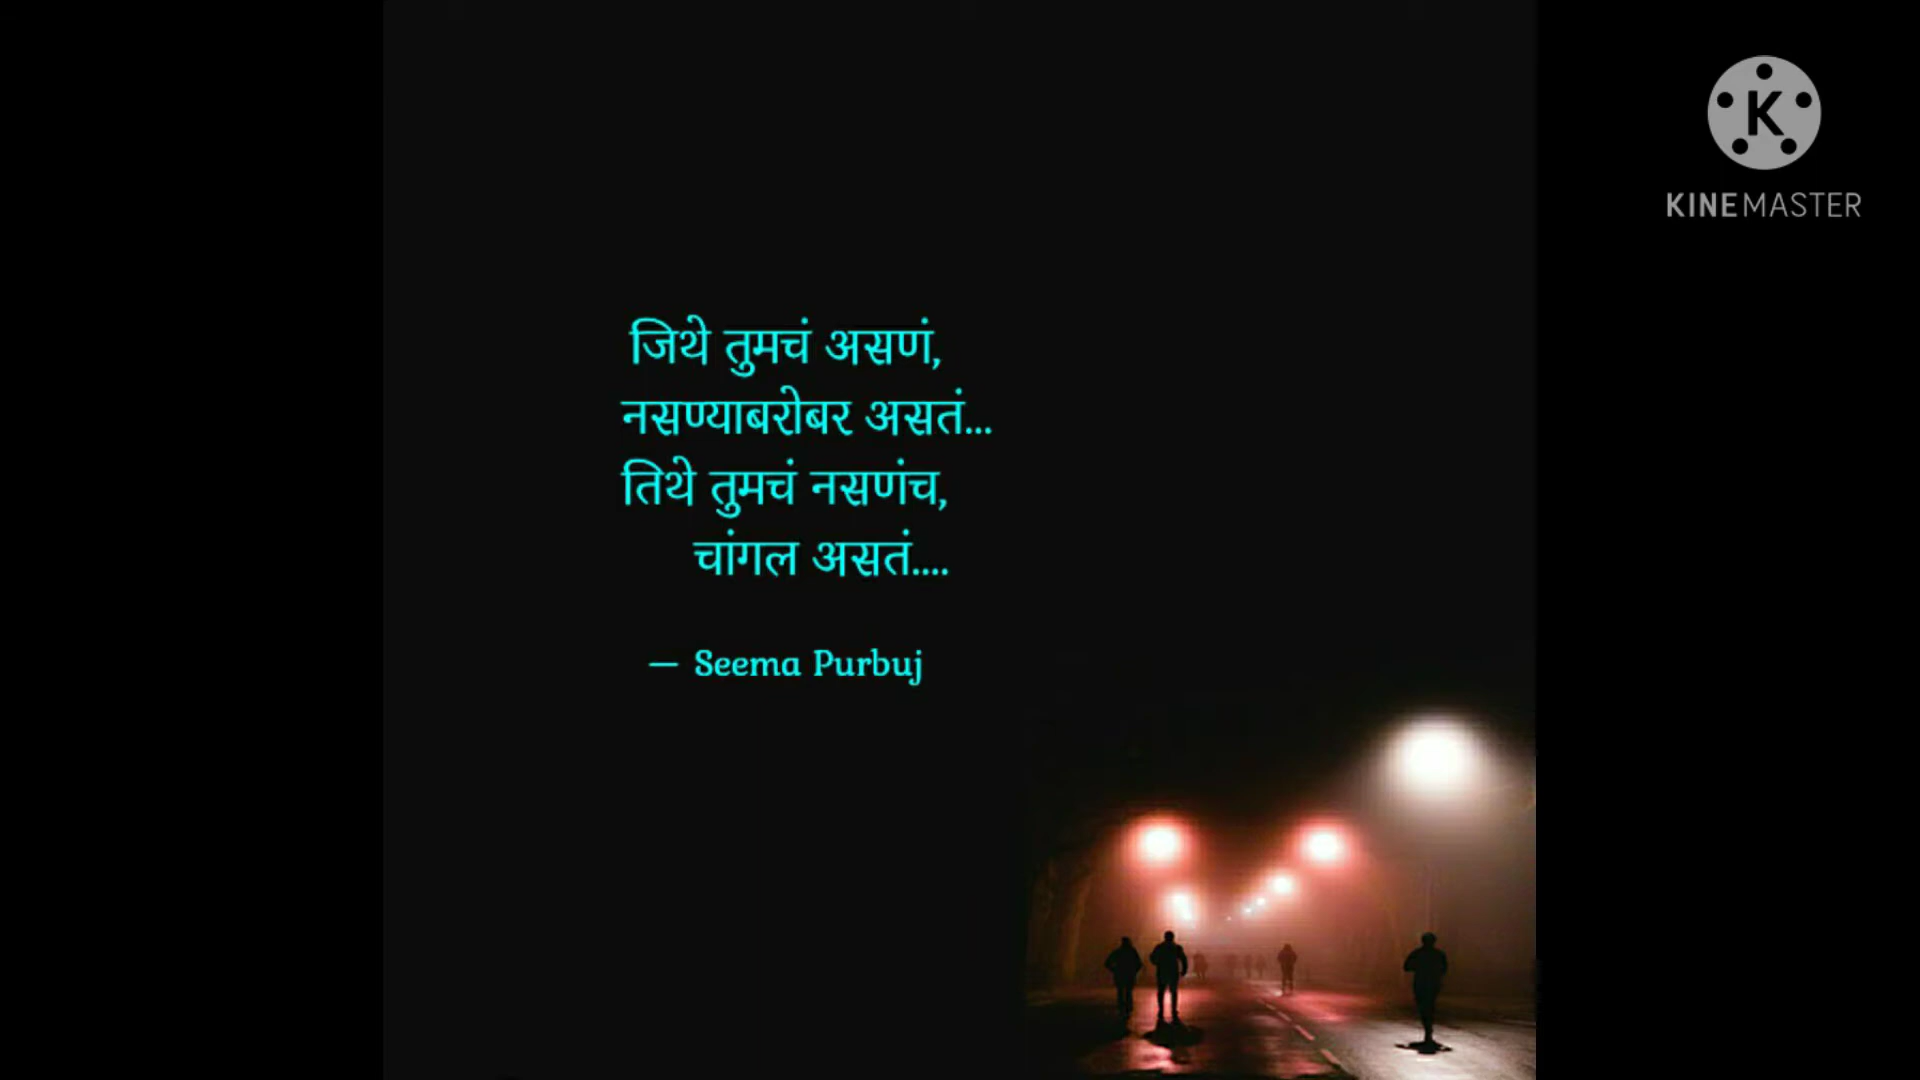 जिथे तुमचं असणं,
नसण्याबरोबर असतं...
तिथे तुमचं नसणंच,
चांगल असतं....
— Seema Purbuj
K
KINEMASTER